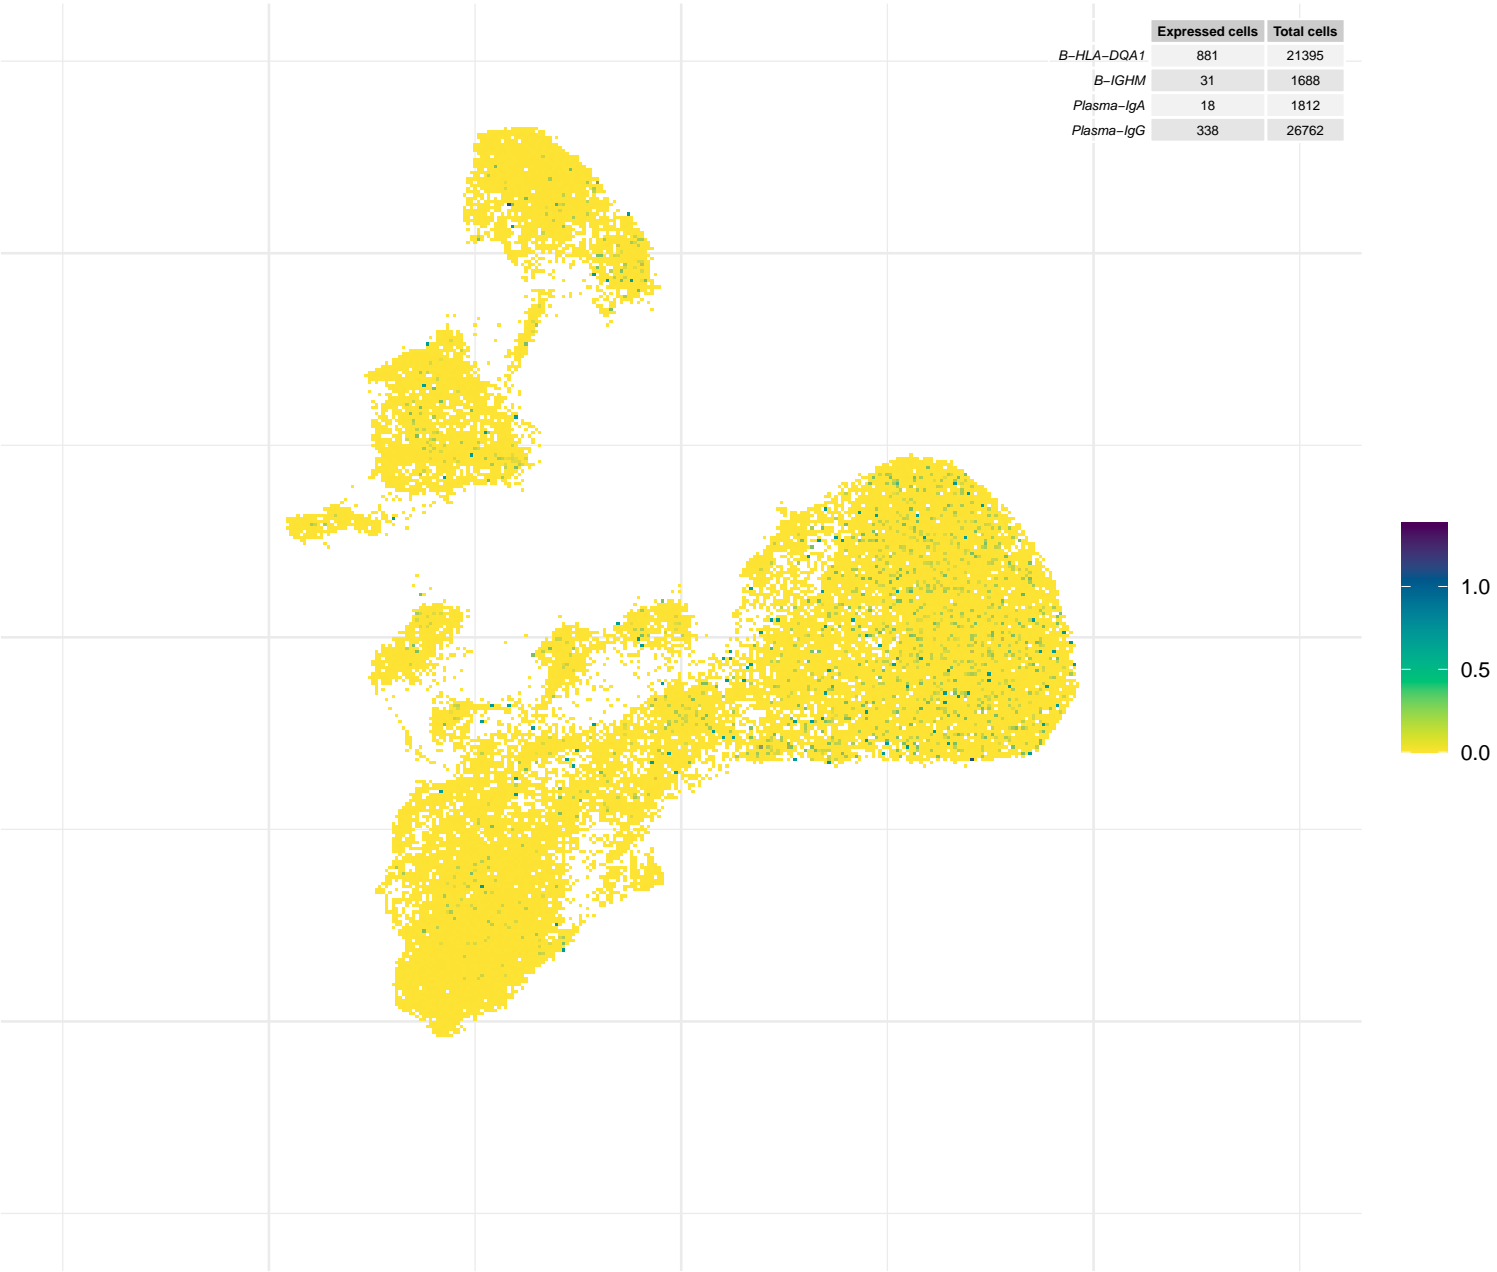 Expressed cells Total cells
B−HLA−DQA1 881 21395
B−IGHM 31 1688
Plasma−IgA 18 1812
Plasma−IgG 338 26762
1.0
0.5
0.0